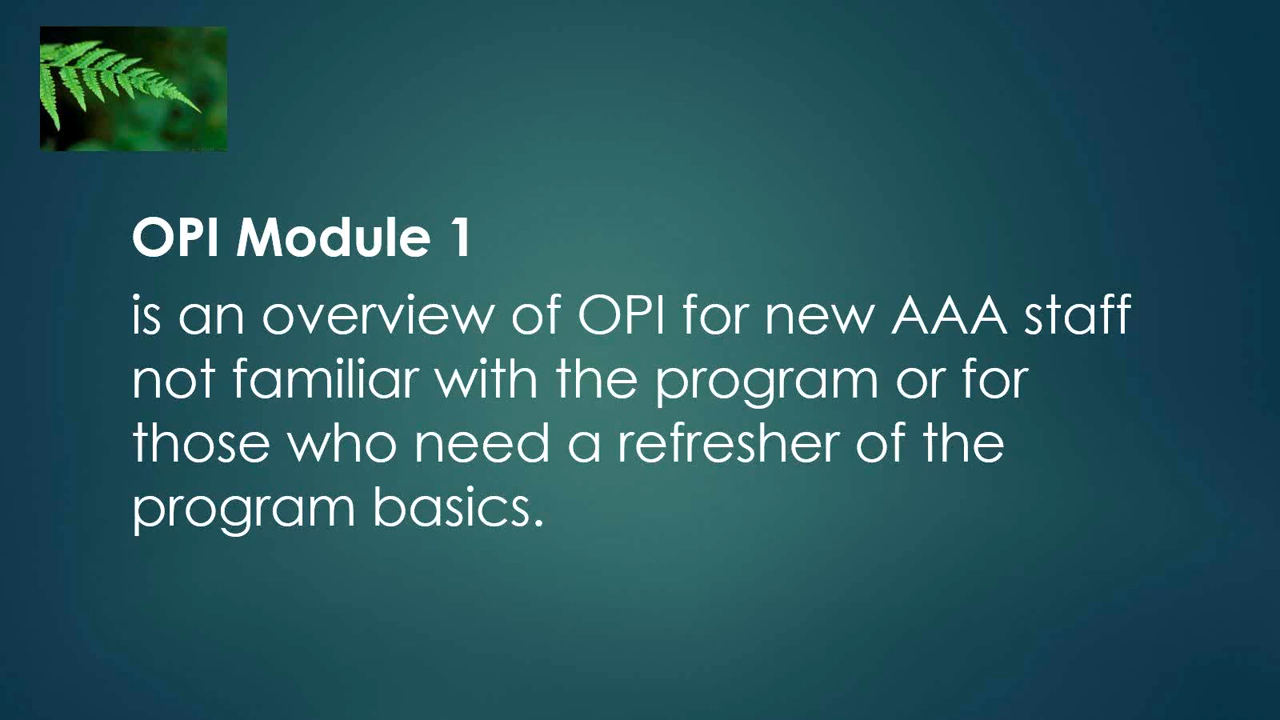 OPI Module 1
is an overview of OPI for new AAA staff
not familiar with the program or for
those who need a refresher of the
program basics.